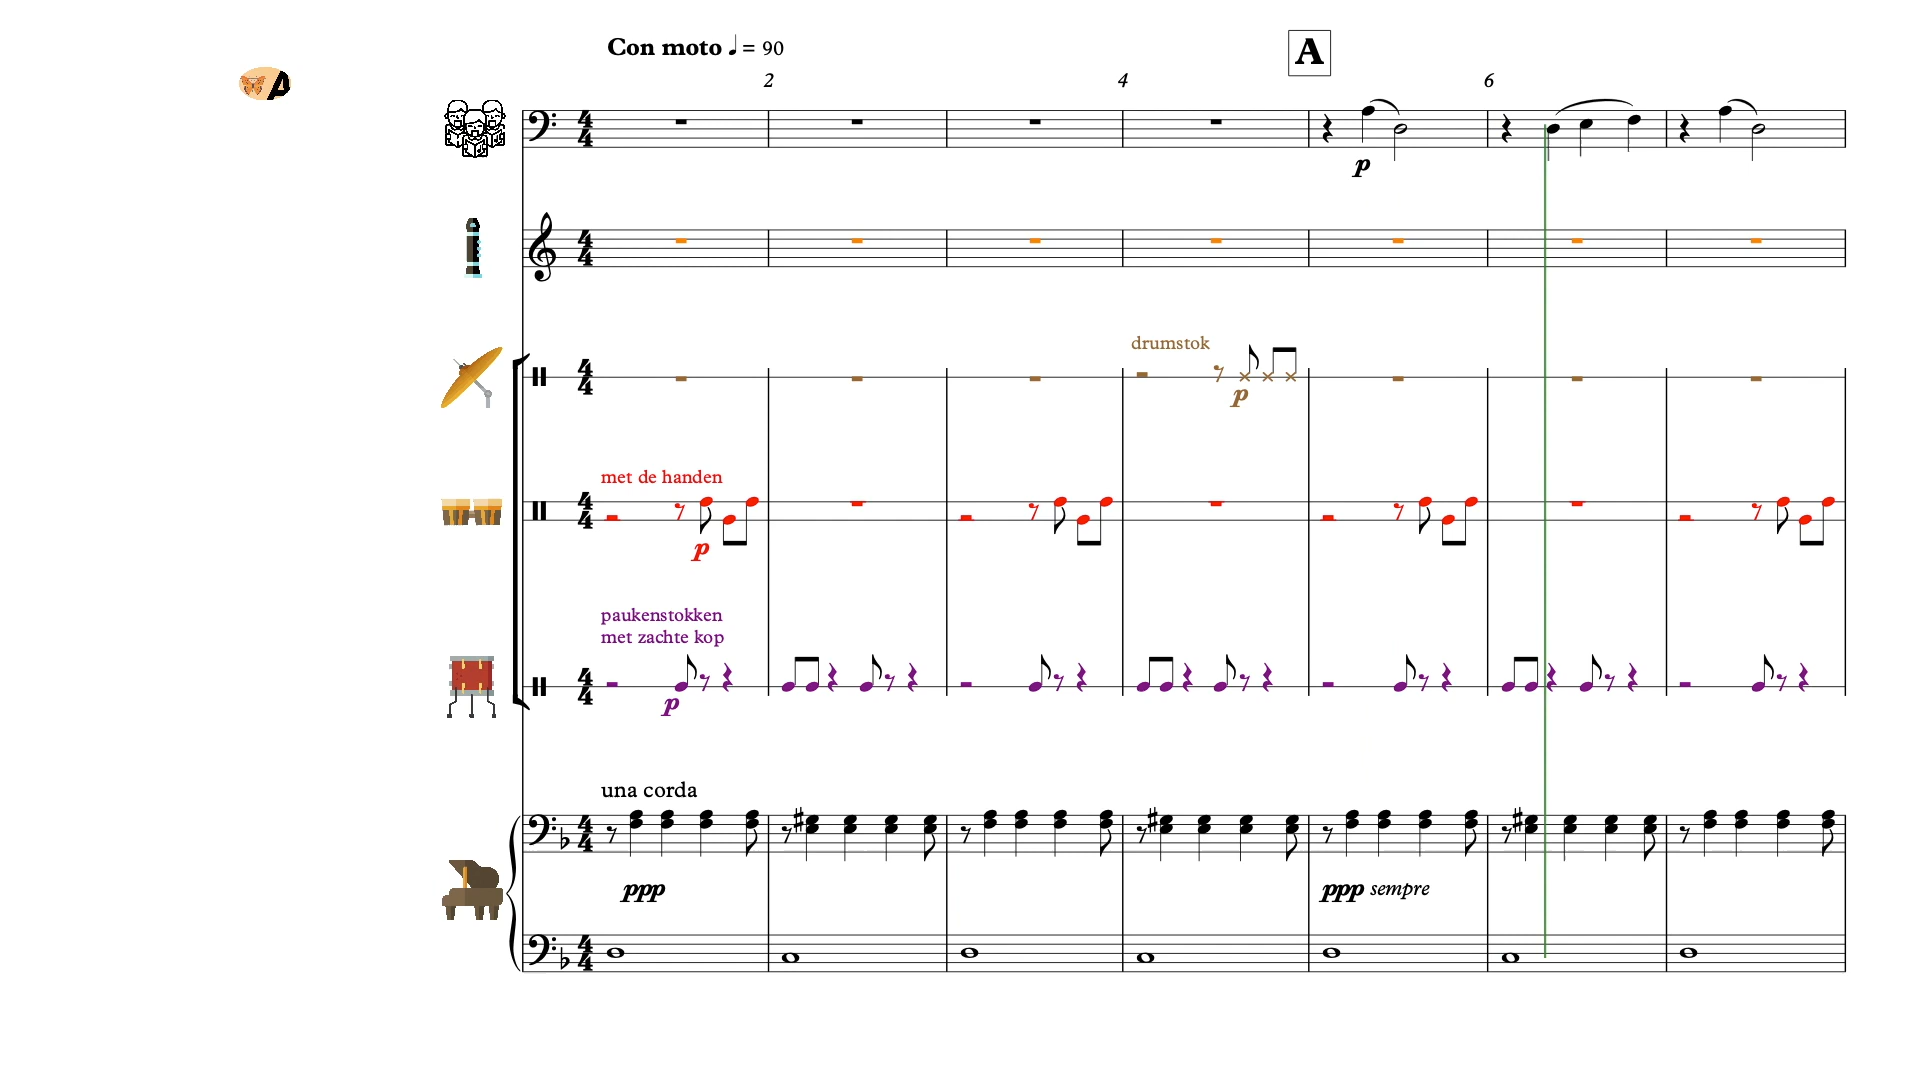 Con moto ♩ = 90
A
2
4
6
A
p
drumstok
p
met de handen
p
paukenstokken
met zachte kop
p
una corda
ppp
ppp sempre